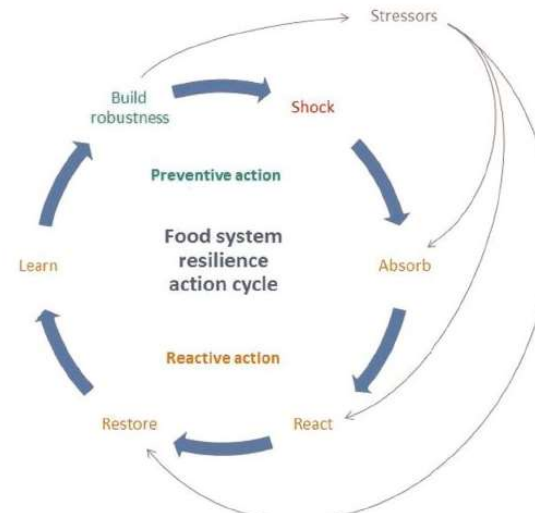 Stressors
Build
robustness
Shock
Preventive action
Food system
resilience
action cycle
Learn
Absorb
Reactive action
Restore
React